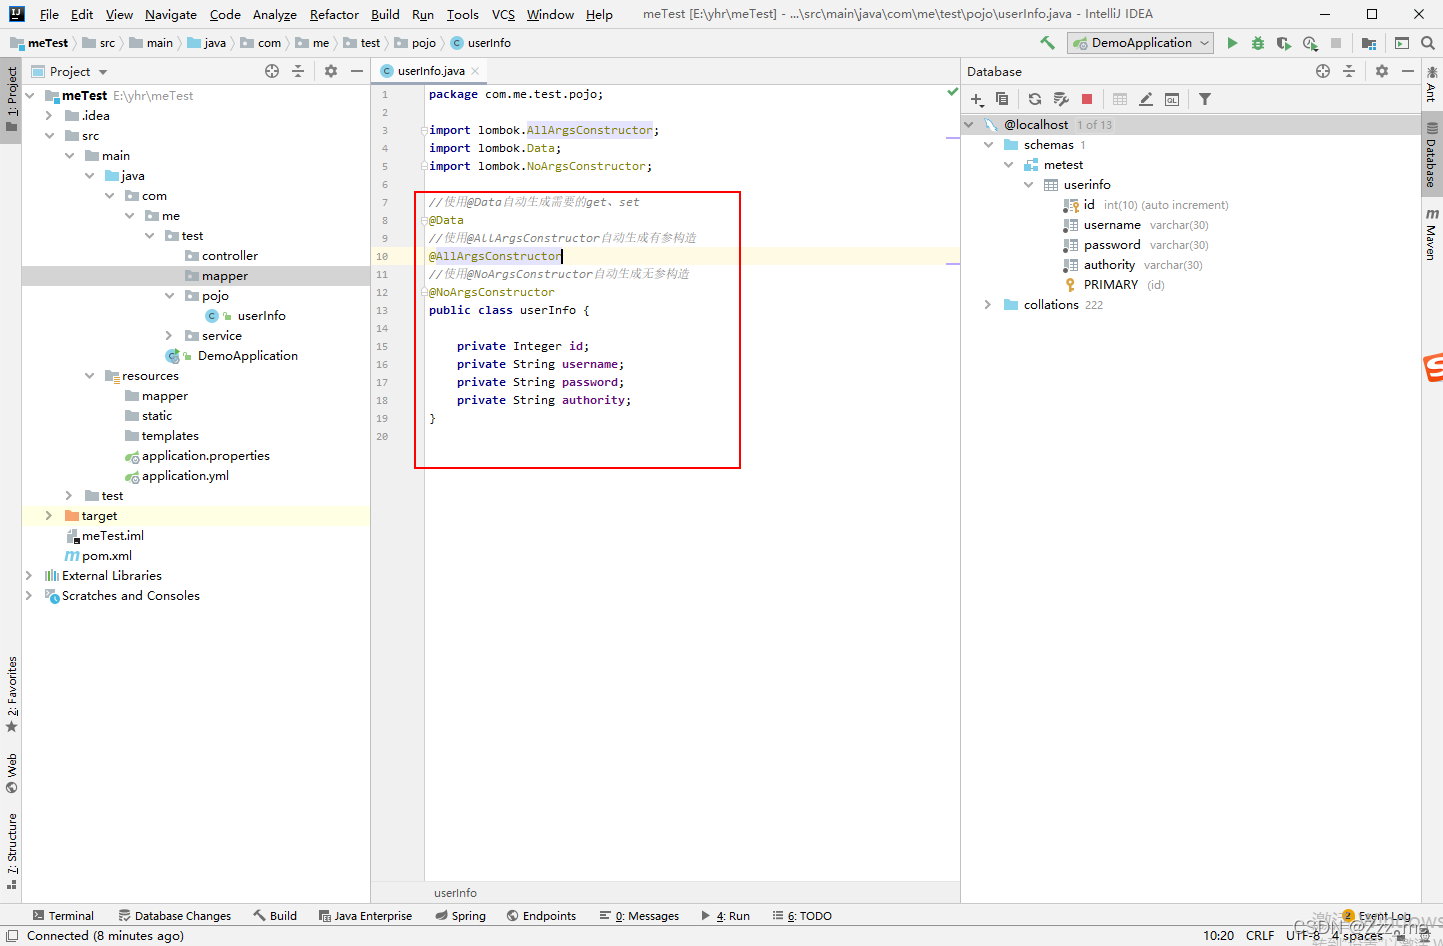 File Edit View Navigate Code Analyze Refactor Build Run Tools VCS Window Help meTest [E:\yhr\meTest] - ...\src\main\java\com\me\test\pojo\userInfo.java - IntelliJ IDEA
meTest src main java com me test pojo userInfo DemoApplication
1: Project
Project
meTest E:\yhr\meTest
.idea
src
main
java
com
me
test
controller
mapper
pojo
userInfo
service
DemoApplication
resources
mapper
static
templates
application.properties
application.yml
test
target
meTest.iml
pom.xml
External Libraries
Scratches and Consoles
2: Favorites
Web
7: Structure
userInfo.java
1 package com.me.test.pojo;
2
3 import lombok.AllArgsConstructor;
4 import lombok.Data;
5 import lombok.NoArgsConstructor;
6
7 //使用@Data自动生成需要的get、set
8 @Data
9 //使用@AllArgsConstructor自动生成有参构造
10 @AllArgsConstructor
11 //使用@NoArgsConstructor自动生成无参构造
12 @NoArgsConstructor
13 public class userInfo {
14
15 private Integer id;
16 private String username;
17 private String password;
18 private String authority;
19 }
20
userInfo
Database
@localhost 1 of 13
schemas 1
metest
userinfo
id int(10) (auto increment)
username varchar(30)
password varchar(30)
authority varchar(30)
PRIMARY (id)
collations 222
Ant
Database
Maven
Terminal Database Changes Build Java Enterprise Spring Endpoints 0: Messages 4: Run 6: TODO 2 Event Log
Connected (8 minutes ago) 10:20 CRLF UTF-8 4 spaces